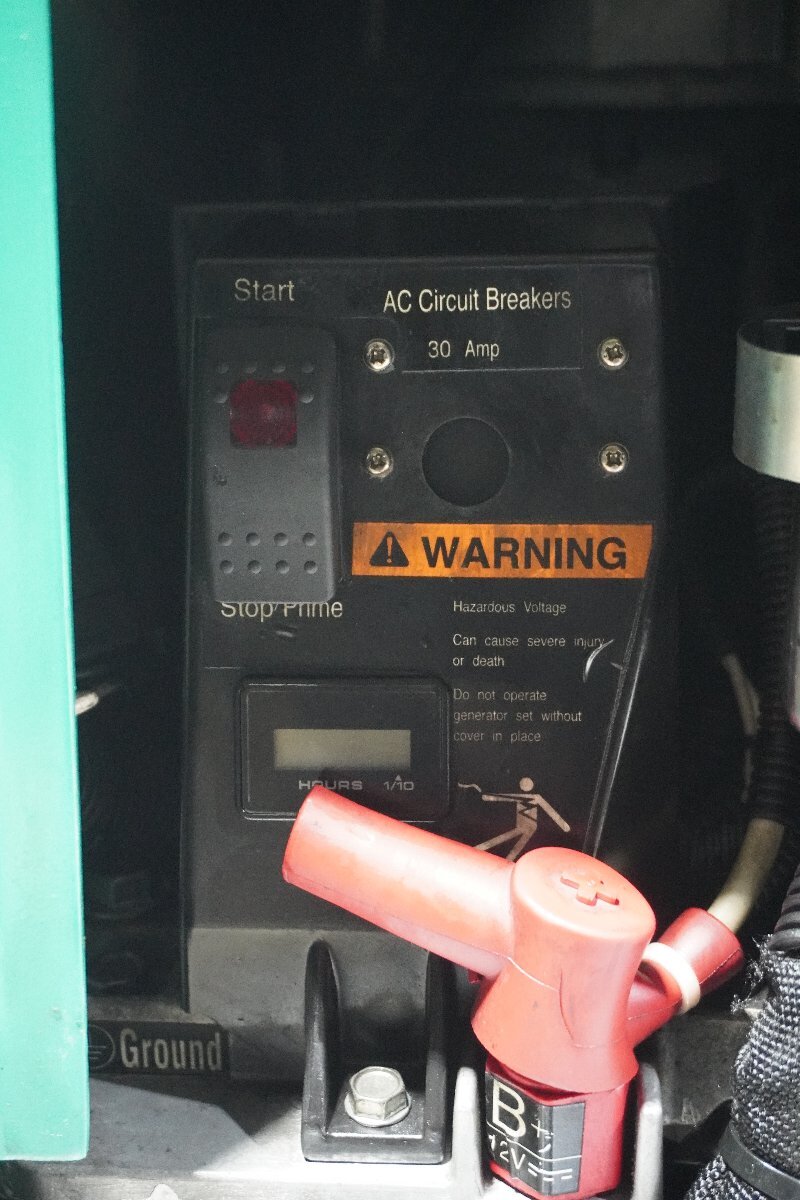 Start
AC Circuit Breakers
30 Amp
WARNING
Stop/Prime
Hazardous Voltage
Can cause severe injury
or death
Do not operate
generator set without
cover in place
HOURS 1/10
Ground
B+
12V